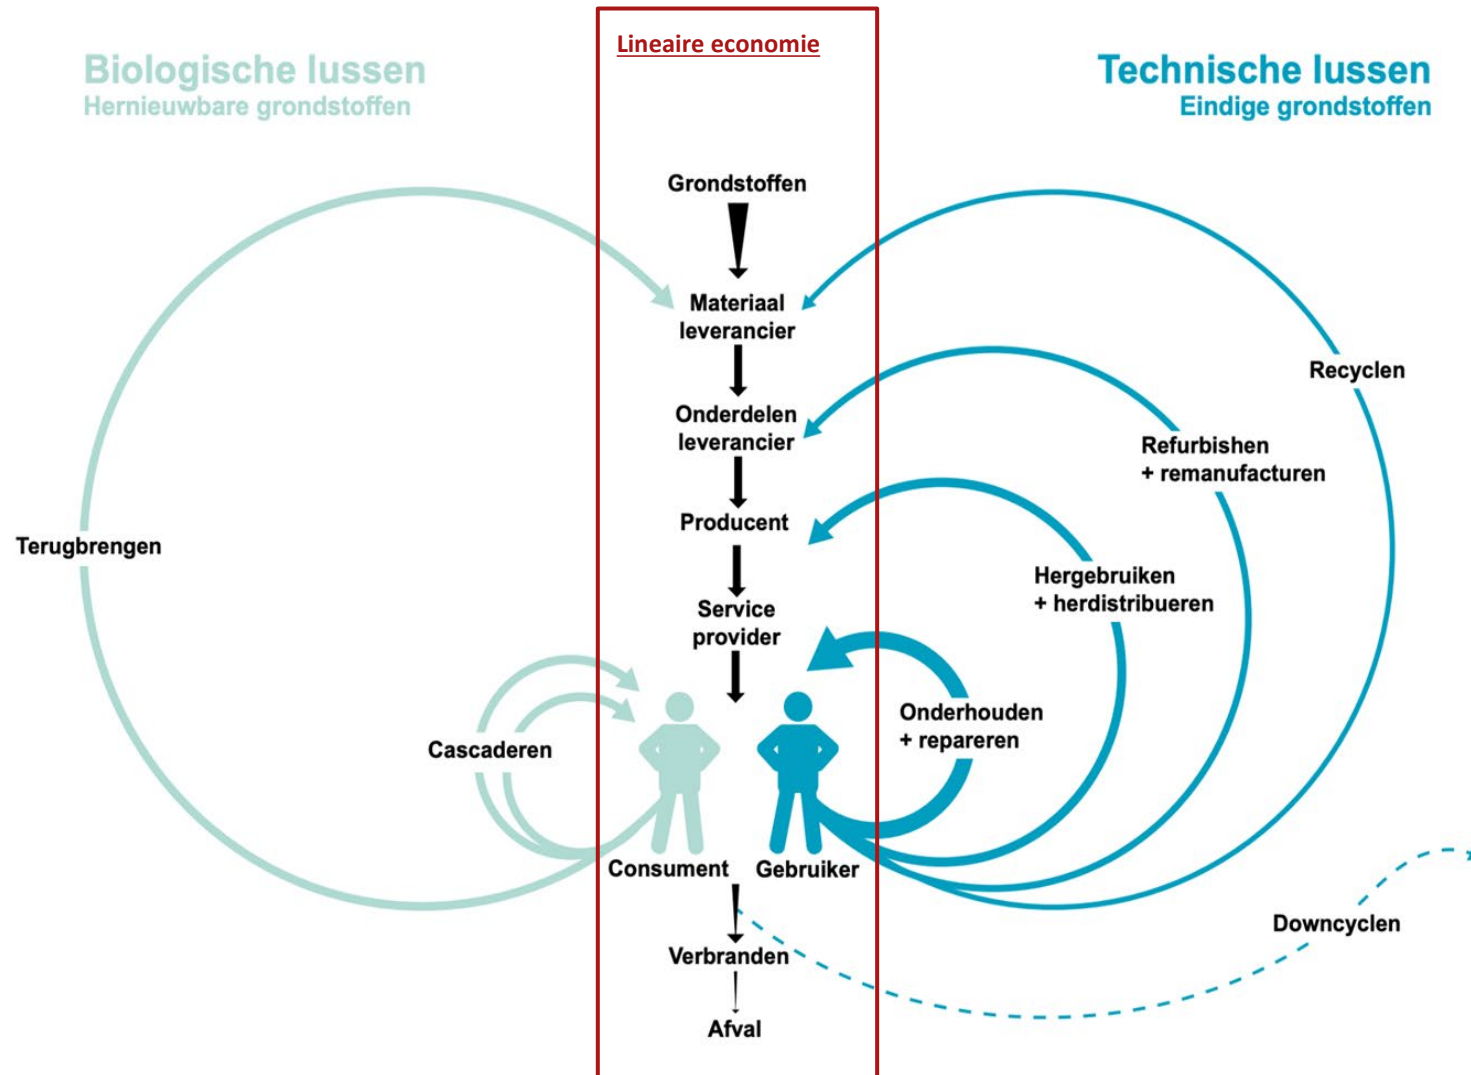 Lineaire economie
Biologische lussen
Hernieuwbare grondstoffen
Technische lussen
Eindige grondstoffen
Grondstoffen
Materiaal
leverancier
Onderdelen
leverancier
Producent
Service
provider
Consument
Gebruiker
Verbranden
Afval
Terugbrengen
Cascaderen
Recyclen
Refurbishen
+ remanufacturen
Hergebruiken
+ herdistribueren
Onderhouden
+ repareren
Downcyclen